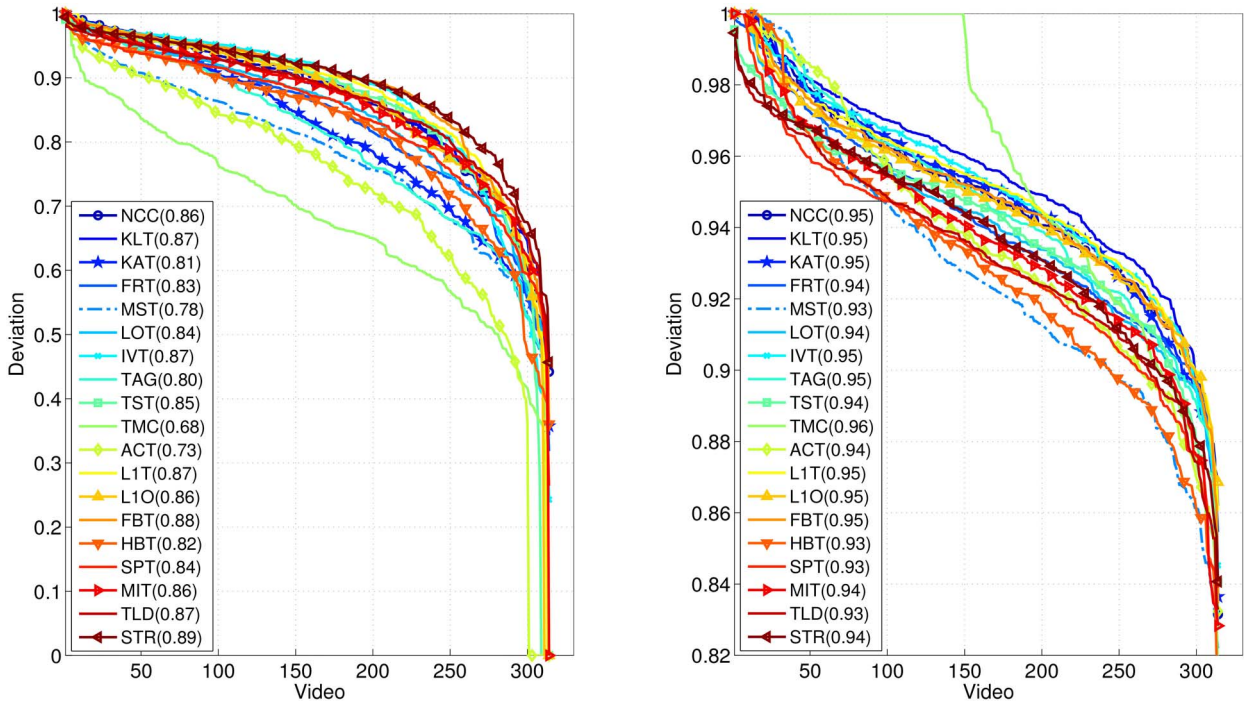 1
0.9
0.8
0.7
0.6
0.5
0.4
0.3
0.2
0.1
0
Deviation
50 100 150 200 250 300
Video
NCC(0.86)
KLT(0.87)
KAT(0.81)
FRT(0.83)
MST(0.78)
LOT(0.84)
IVT(0.87)
TAG(0.80)
TST(0.85)
TMC(0.68)
ACT(0.73)
L1T(0.87)
L1O(0.86)
FBT(0.88)
HBT(0.82)
SPT(0.84)
MIT(0.86)
TLD(0.87)
STR(0.89)
1
0.98
0.96
0.94
0.92
0.9
0.88
0.86
0.84
0.82
Deviation
50 100 150 200 250 300
Video
NCC(0.95)
KLT(0.95)
KAT(0.95)
FRT(0.94)
MST(0.93)
LOT(0.94)
IVT(0.95)
TAG(0.95)
TST(0.94)
TMC(0.96)
ACT(0.94)
L1T(0.95)
L1O(0.95)
FBT(0.95)
HBT(0.93)
SPT(0.93)
MIT(0.94)
TLD(0.93)
STR(0.94)